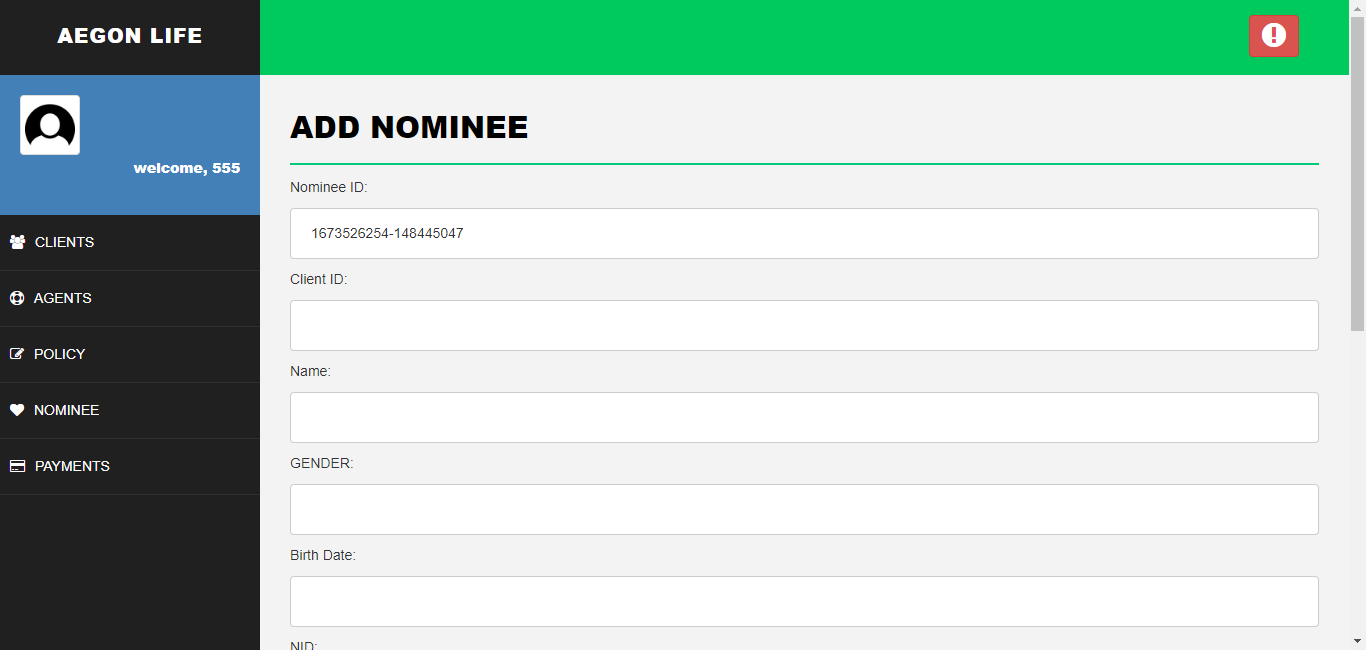 AEGON LIFE
welcome, 555
CLIENTS
AGENTS
POLICY
NOMINEE
PAYMENTS
ADD NOMINEE
Nominee ID:
1673526254-148445047
Client ID:
Name:
GENDER:
Birth Date:
NID: